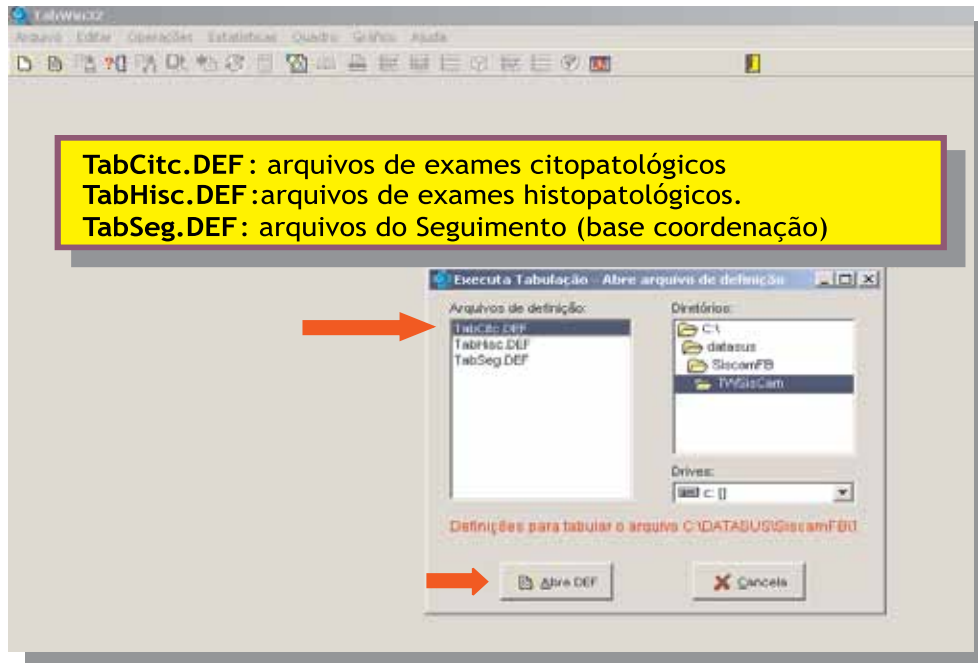 TabWin32
Arquivo Editar Operações Estatísticas Quadro Gráfico Ajuda
TabCitc.DEF : arquivos de exames citopatológicos
TabHisc.DEF :arquivos de exames histopatológicos.
TabSeg.DEF : arquivos do Seguimento (base coordenação)
Executa Tabulação - Abre arquivo de definição
Arquivos de definição:
TabCitc.DEF
TabHisc.DEF
TabSeg.DEF
Diretórios:
C:\
datasus
SiscamFB
TWSisCam
Drives:
c: []
Definições para tabular o arquivo C:\DATASUS\SiscamFB\T
Abre DEF
Cancela